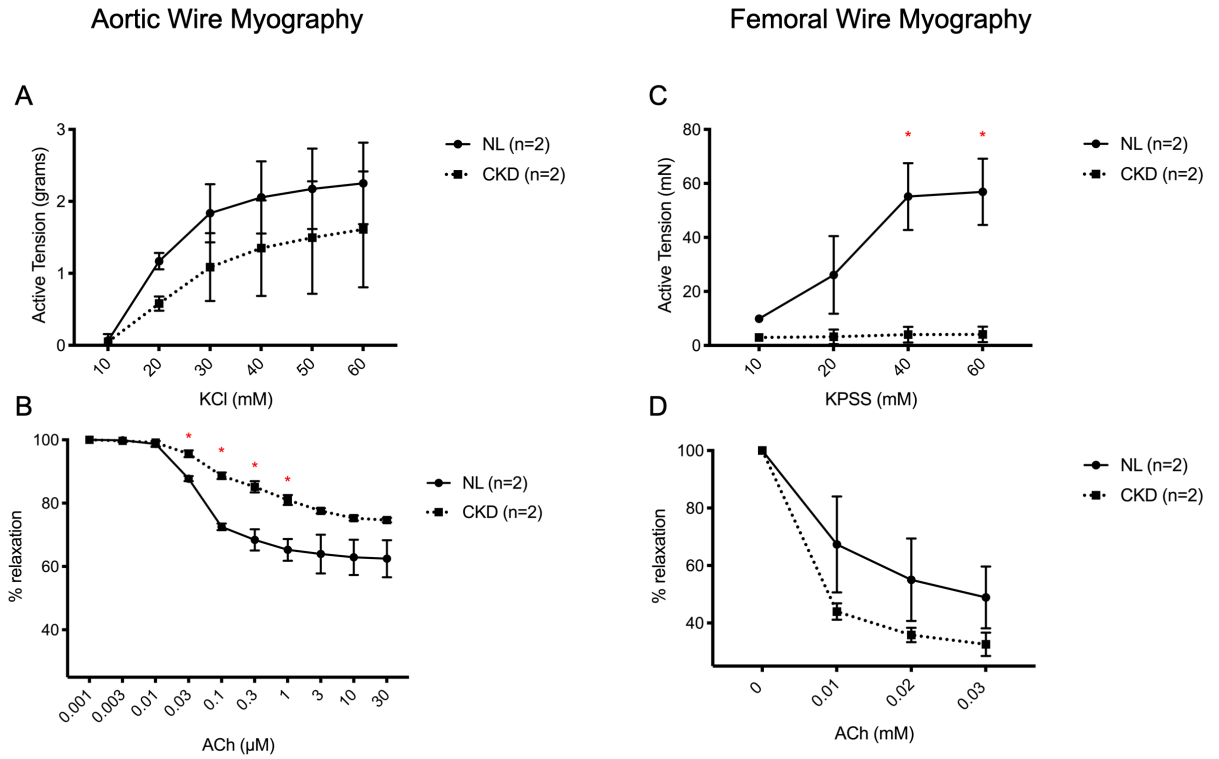 Aortic Wire Myography
Femoral Wire Myography
A
3
2
1
0
Active Tension (grams)
10
20
30
40
50
60
KCl (mM)
NL (n=2)
CKD (n=2)
B
100
80
60
40
% relaxation
* * * *
0.001
0.003
0.01
0.03
0.1
0.3
1
3
10
30
ACh (µM)
NL (n=2)
CKD (n=2)
C
80
60
40
20
0
Active Tension (mN)
* *
10
20
40
60
KPSS (mM)
NL (n=2)
CKD (n=2)
D
100
80
60
40
% relaxation
0
0.01
0.02
0.03
ACh (mM)
NL (n=2)
CKD (n=2)